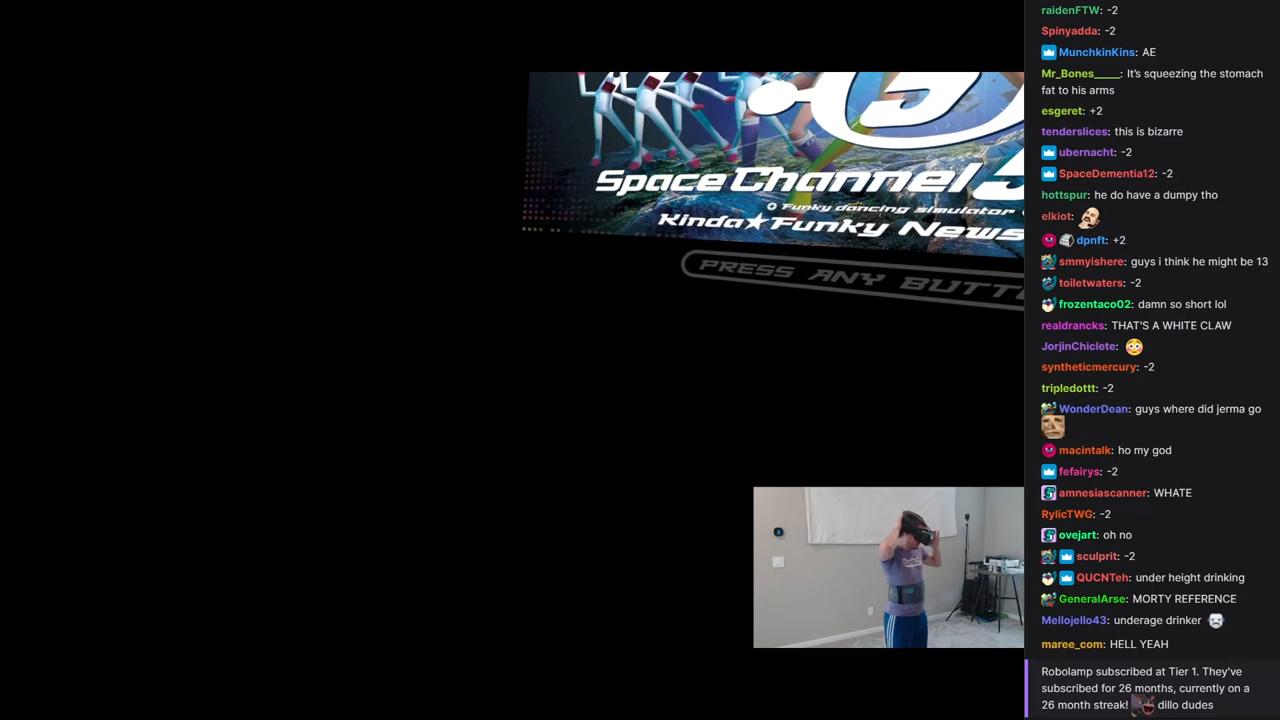 Space Channel 5
Funky dancing simulator
Kinda★Funky News
PRESS ANY BUTT
raidenFTW: -2
Spinyadda: -2
MunchkinKins: AE
Mr_Bones_____: It's squeezing the stomach
fat to his arms
esgeret: +2
tenderslices: this is bizarre
ubernacht: -2
SpaceDementia12: -2
hottspur: he do have a dumpy tho
elkiot:
dpnft: +2
smmyishere: guys i think he might be 13
toiletwaters: -2
frozentaco02: damn so short lol
realdrancks: THAT'S A WHITE CLAW
JorjinChiclete:
syntheticmercury: -2
tripledottt: -2
WonderDean: guys where did jerma go
macintalk: ho my god
fefairys: -2
amnesiascanner: WHATE
RylicTWG: -2
ovejart: oh no
sculprit: -2
QUCNTeh: under height drinking
GeneralArse: MORTY REFERENCE
Mellojello43: underage drinker
maree_com: HELL YEAH
Robolamp subscribed at Tier 1. They've
subscribed for 26 months, currently on a
26 month streak! dillo dudes